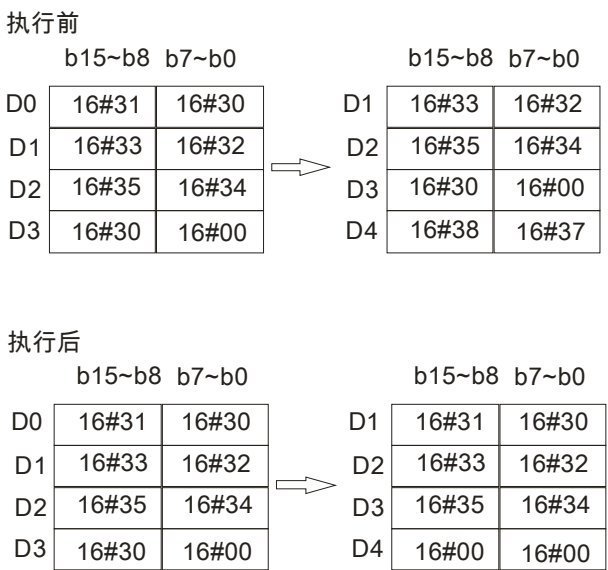 执行前
b15~b8 b7~b0 b15~b8 b7~b0
D0 16#31 16#30 D1 16#33 16#32
D1 16#33 16#32 D2 16#35 16#34
D2 16#35 16#34 D3 16#30 16#00
D3 16#30 16#00 D4 16#38 16#37
执行后
b15~b8 b7~b0 b15~b8 b7~b0
D0 16#31 16#30 D1 16#31 16#30
D1 16#33 16#32 D2 16#33 16#32
D2 16#35 16#34 D3 16#35 16#34
D3 16#30 16#00 D4 16#00 16#00